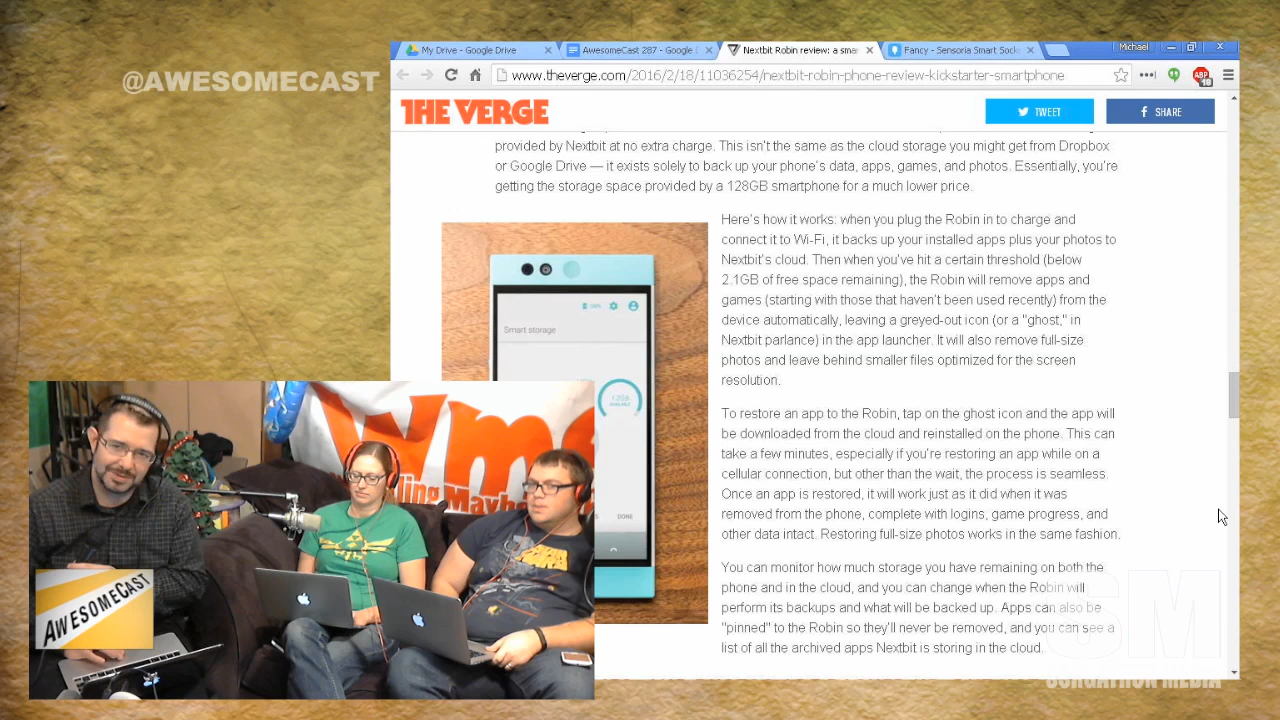 @AWESOMECAST
My Drive - Google Drive
AwesomeCast 287 - Google
Nextbit Robin review: a smar
Fancy - Sensoria Smart Socks
Michael
www.theverge.com/2016/2/18/11036254/nextbit-robin-phone-review-kickstarter-smartphone
ABP
18
THE VERGE
TWEET
SHARE
provided by Nextbit at no extra charge. This isn't the same as the cloud storage you might get from Dropbox
or Google Drive — it exists solely to back up your phone's data, apps, games, and photos. Essentially, you're
getting the storage space provided by a 128GB smartphone for a much lower price.
Here's how it works: when you plug the Robin in to charge and
connect it to Wi-Fi, it backs up your installed apps plus your photos to
Nextbit's cloud. Then when you've hit a certain threshold (below
2.1GB of free space remaining), the Robin will remove apps and
games (starting with those that haven't been used recently) from the
device automatically, leaving a greyed-out icon (or a "ghost," in
Nextbit parlance) in the app launcher. It will also remove full-size
photos and leave behind smaller files optimized for the screen
resolution.
To restore an app to the Robin, tap on the ghost icon and the app will
be downloaded from the cloud and reinstalled on the phone. This can
take a few minutes, especially if you're restoring an app while on a
cellular connection, but other than the wait, the process is seamless.
Once an app is restored, it will work just as it did when it was
removed from the phone, complete with logins, game progress, and
other data intact. Restoring full-size photos works in the same fashion.
You can monitor how much storage you have remaining on both the
phone and in the cloud, and you can change when the Robin will
perform its backups and what will be backed up. Apps can also be
"pinned" to the Robin so they'll never be removed, and you can see a
list of all the archived apps Nextbit is storing in the cloud.
Smart storage
DONE
AWESOMECAST
SM
SORGATRON MEDIA